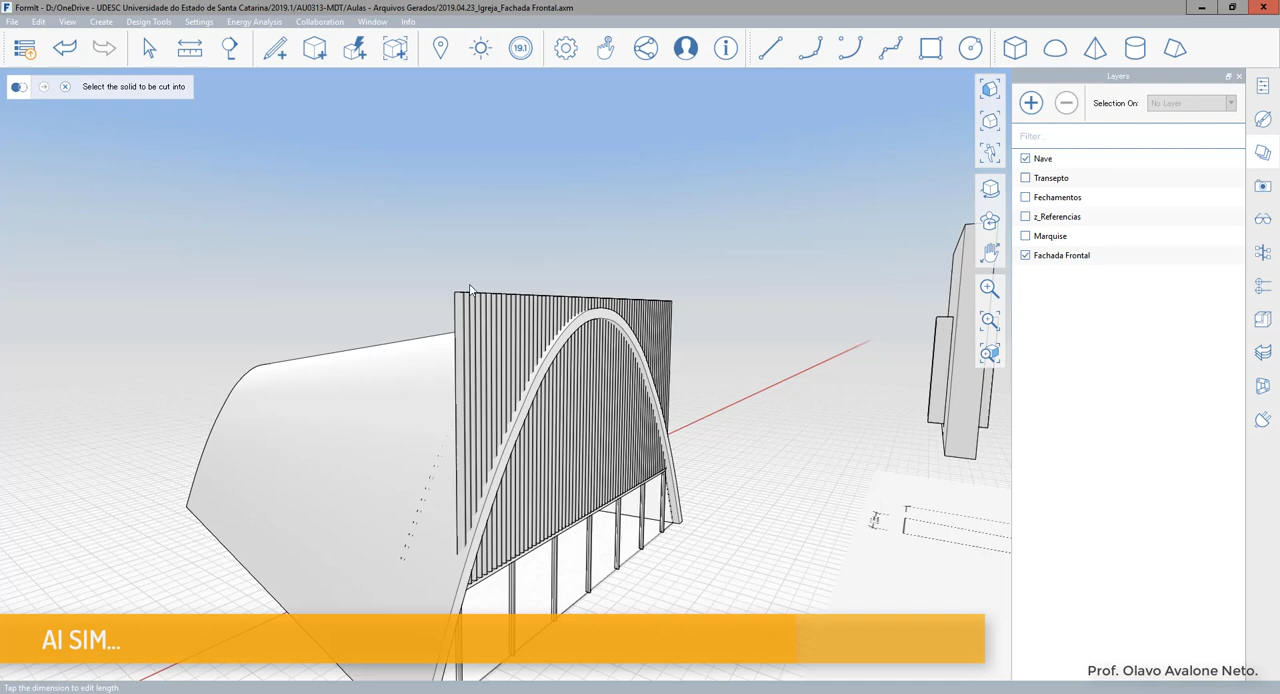 FormIt - D:/OneDrive - UDESC Universidade do Estado de Santa Catarina/2019.1/AU0313-MDT/Aulas - Arquivos Gerados/2019.04.23_Igreja_Fachada Frontal.axm
File Edit View Create Design Tools Settings Energy Analysis Collaboration Window Info
19.1
Select the solid to be cut into
Layers
Selection On: No Layer
Filter...
Nave
Transepto
Fechamentos
z_Referencias
Marquise
Fachada Frontal
AI SIM...
Prof. Olavo Avalone Neto.
Tap the dimension to edit length